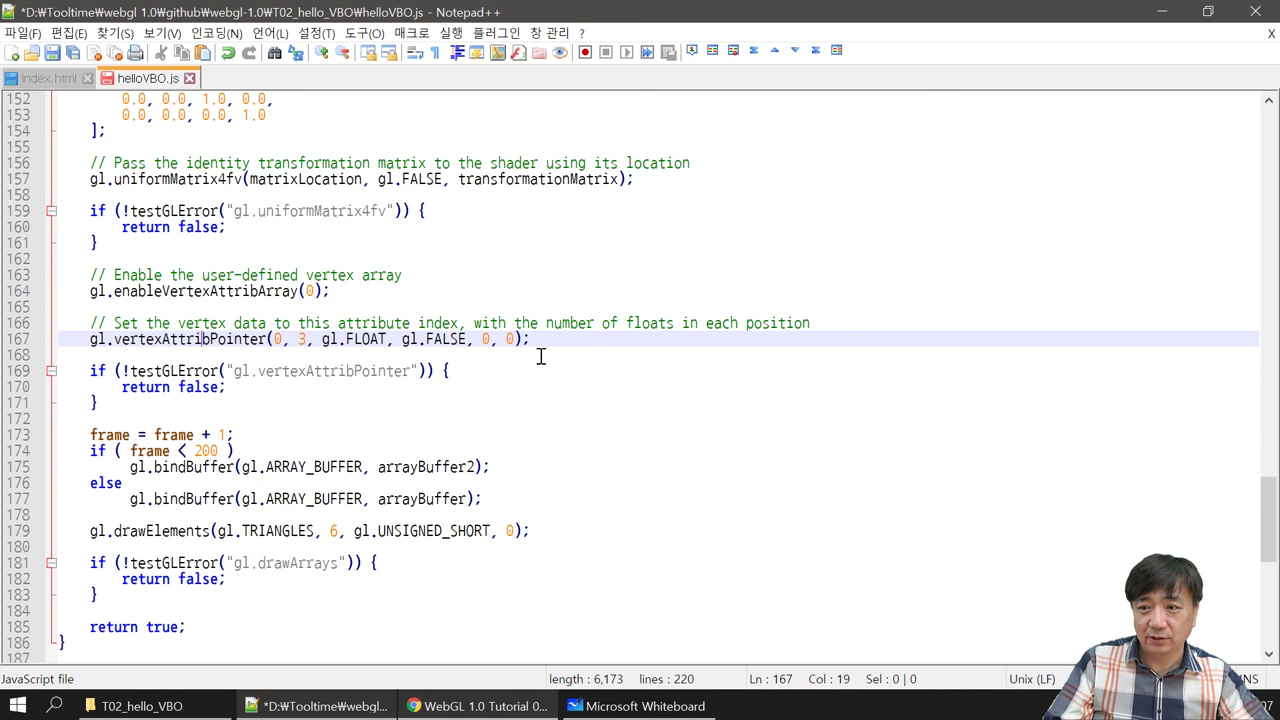 *D:₩Tooltime₩webgl 1.0₩github₩webgl-1.0₩T02_hello_VBO₩helloVBO.js - Notepad++
파일(F) 편집(E) 찾기(S) 보기(V) 인코딩(N) 언어(L) 설정(T) 도구(O) 매크로 실행 플러그인 창 관리 ? X
index.html helloVBO.js
152 0.0, 0.0, 1.0, 0.0,
153 0.0, 0.0, 0.0, 1.0
154 ];
155
156 // Pass the identity transformation matrix to the shader using its location
157 gl.uniformMatrix4fv(matrixLocation, gl.FALSE, transformationMatrix);
158
159 if (!testGLError("gl.uniformMatrix4fv")) {
160 return false;
161 }
162
163 // Enable the user-defined vertex array
164 gl.enableVertexAttribArray(0);
165
166 // Set the vertex data to this attribute index, with the number of floats in each position
167 gl.vertexAttribPointer(0, 3, gl.FLOAT, gl.FALSE, 0, 0);
168
169 if (!testGLError("gl.vertexAttribPointer")) {
170 return false;
171 }
172
173 frame = frame + 1;
174 if ( frame < 200 )
175 gl.bindBuffer(gl.ARRAY_BUFFER, arrayBuffer2);
176 else
177 gl.bindBuffer(gl.ARRAY_BUFFER, arrayBuffer);
178
179 gl.drawElements(gl.TRIANGLES, 6, gl.UNSIGNED_SHORT, 0);
180
181 if (!testGLError("gl.drawArrays")) {
182 return false;
183 }
184
185 return true;
186 }
187
JavaScript file length : 6,173 lines : 220 Ln : 167 Col : 19 Sel : 0 | 0 Unix (LF) INS
T02_hello_VBO *D:₩Tooltime₩webgl... WebGL 1.0 Tutorial 0... Microsoft Whiteboard